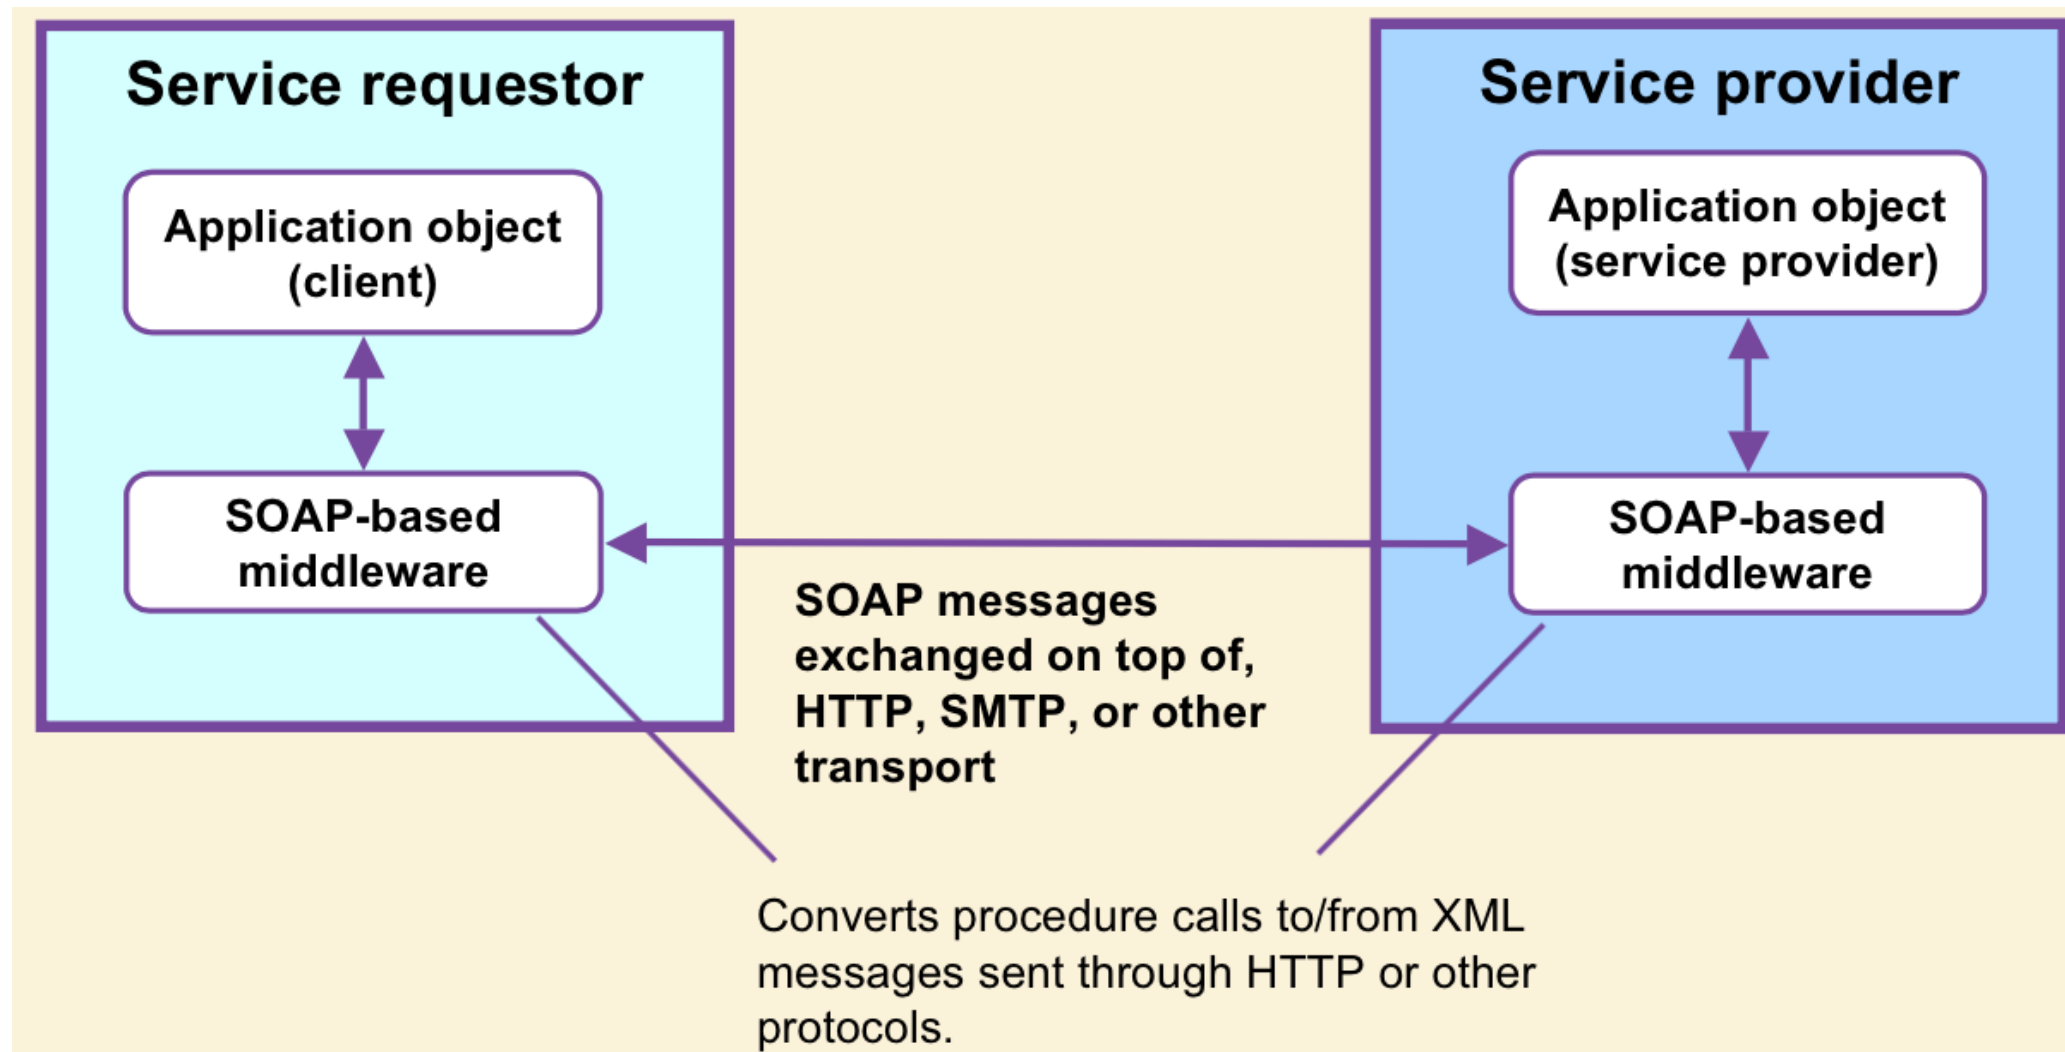 Service requestor
Application object
(client)
SOAP-based
middleware
Service provider
Application object
(service provider)
SOAP-based
middleware
SOAP messages
exchanged on top of,
HTTP, SMTP, or other
transport
Converts procedure calls to/from XML
messages sent through HTTP or other
protocols.